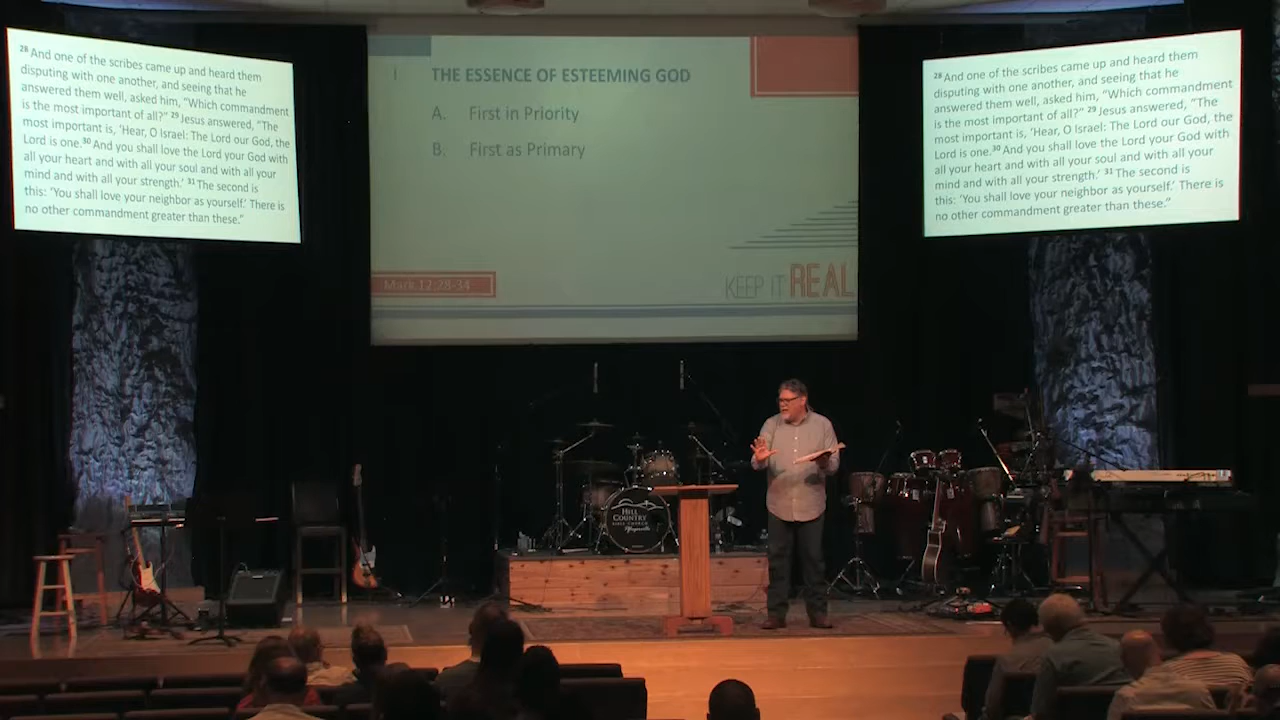 28 And one of the scribes came up and heard them
disputing with one another, and seeing that he
answered them well, asked him, “Which commandment
is the most important of all?” 29 Jesus answered, “The
most important is, ‘Hear, O Israel: The Lord our God, the
Lord is one. 30 And you shall love the Lord your God with
all your heart and with all your soul and with all your
mind and with all your strength.’ 31 The second is
this: ‘You shall love your neighbor as yourself.’ There is
no other commandment greater than these.”
I THE ESSENCE OF ESTEEMING GOD
A. First in Priority
B. First as Primary
Mark 12:28-34
KEEP IT REAL
28 And one of the scribes came up and heard them
disputing with one another, and seeing that he
answered them well, asked him, “Which commandment
is the most important of all?” 29 Jesus answered, “The
most important is, ‘Hear, O Israel: The Lord our God, the
Lord is one. 30 And you shall love the Lord your God with
all your heart and with all your soul and with all your
mind and with all your strength.’ 31 The second is
this: ‘You shall love your neighbor as yourself.’ There is
no other commandment greater than these.”
HILL
COUNTRY
BIBLE CHURCH
Pflugerville